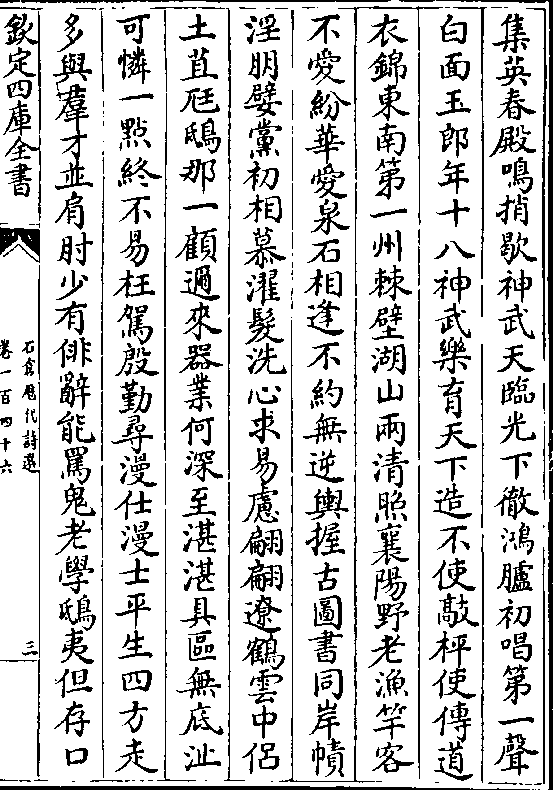 集英春殿鳴捎歇神武天臨光下徹鴻臚初唱第一聲
白面玉郎年十八神武樂育天下造不使敲枰使傳道
衣錦東南第一州棘壁湖山兩清照襄陽野老漁竿客
不愛紛華愛泉石相逢不約無逆輿握古圖書同岸幘
淫朋嬖黨初相慕濯髮洗心求易慮翩翩遼鶴雲中侶
土苴尫鴟那一顧邇來器業何深至湛湛具區無底沚
可憐一點終不易枉駕殷勤尋漫仕漫士平生四方走
多與羣才並肩肘少有俳辭能罵鬼老學鴟夷但存口
欽定四庫全書
石倉歷代詩選
卷一百四十六
三